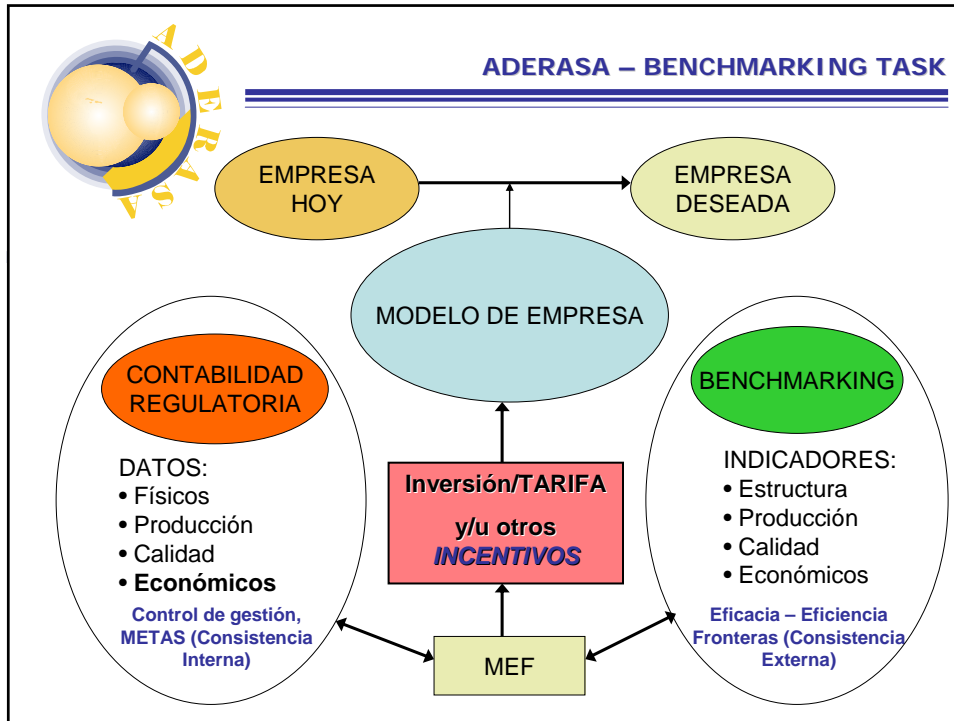 ADERASA
ADERASA – BENCHMARKING TASK
EMPRESA
HOY
EMPRESA
DESEADA
MODELO DE EMPRESA
CONTABILIDAD
REGULATORIA
DATOS:
• Físicos
• Producción
• Calidad
• Económicos
Control de gestión,
METAS (Consistencia
Interna)
Inversión/TARIFA
y/u otros
INCENTIVOS
MEF
BENCHMARKING
INDICADORES:
• Estructura
• Producción
• Calidad
• Económicos
Eficacia – Eficiencia
Fronteras (Consistencia
Externa)